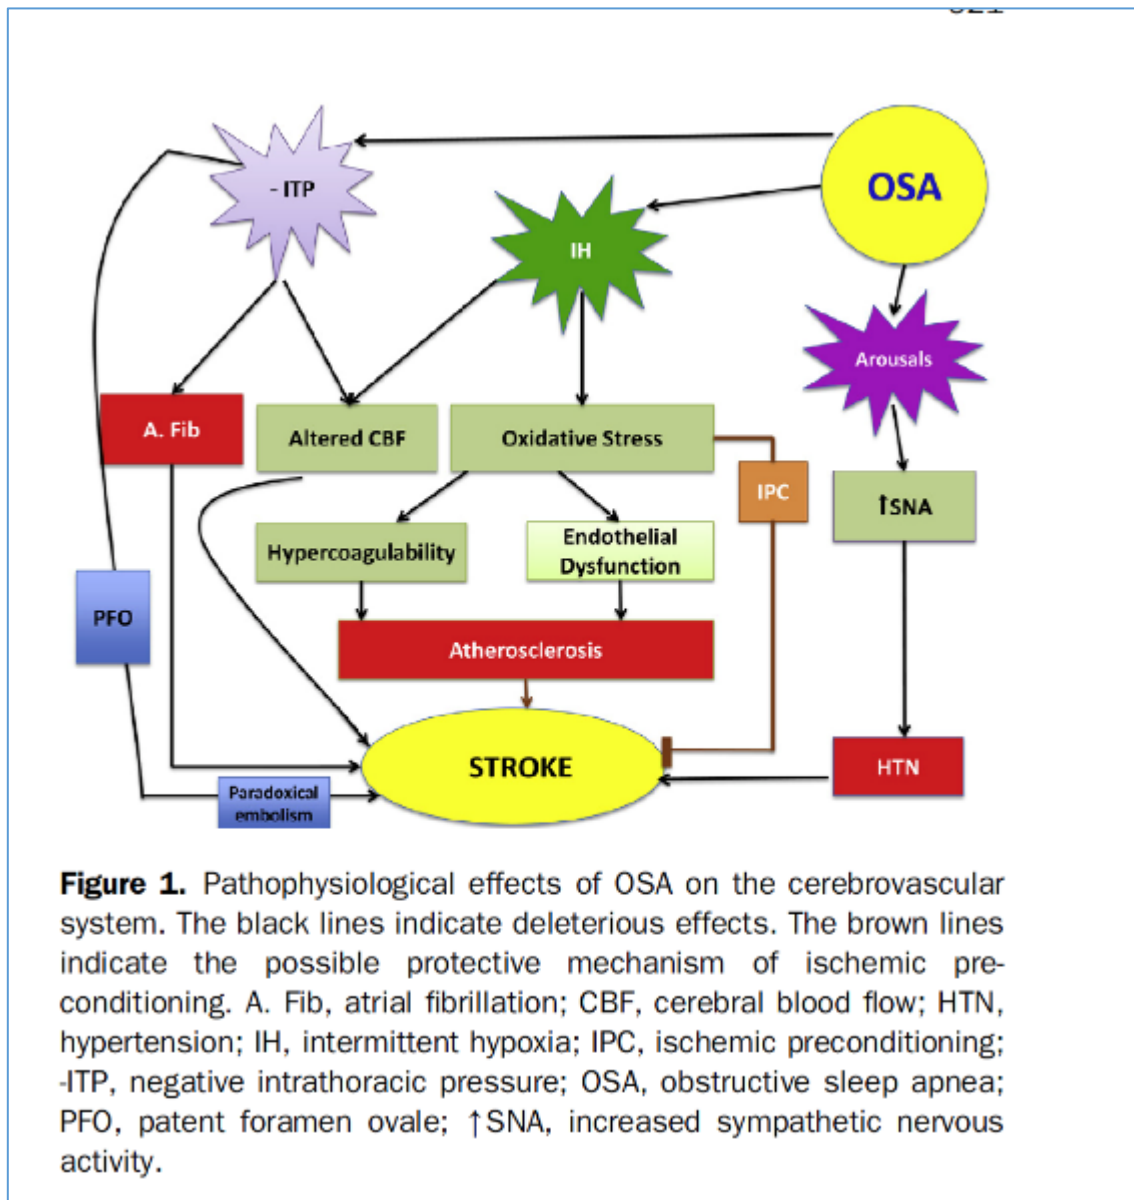 OSA
- ITP
IH
Arousals
A. Fib
Altered CBF
Oxidative Stress
IPC
↑SNA
Hypercoagulability
Endothelial
Dysfunction
PFO
Atherosclerosis
STROKE
HTN
Paradoxical
embolism
Figure 1. Pathophysiological effects of OSA on the cerebrovascular
system. The black lines indicate deleterious effects. The brown lines
indicate the possible protective mechanism of ischemic pre-
conditioning. A. Fib, atrial fibrillation; CBF, cerebral blood flow; HTN,
hypertension; IH, intermittent hypoxia; IPC, ischemic preconditioning;
-ITP, negative intrathoracic pressure; OSA, obstructive sleep apnea;
PFO, patent foramen ovale; ↑SNA, increased sympathetic nervous
activity.